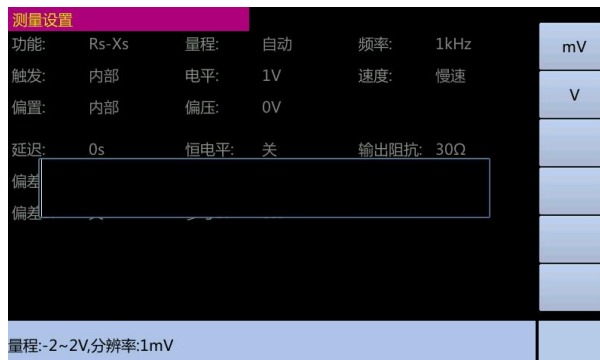 测量设置
功能: Rs-Xs 量程: 自动 频率: 1kHz
触发: 内部 电平: 1V 速度: 慢速
偏置: 内部 偏压: 0V
延迟: 0s 恒电平: 关 输出阻抗: 30Ω
偏差
偏差
mV
V
量程:-2~2V,分辨率:1mV